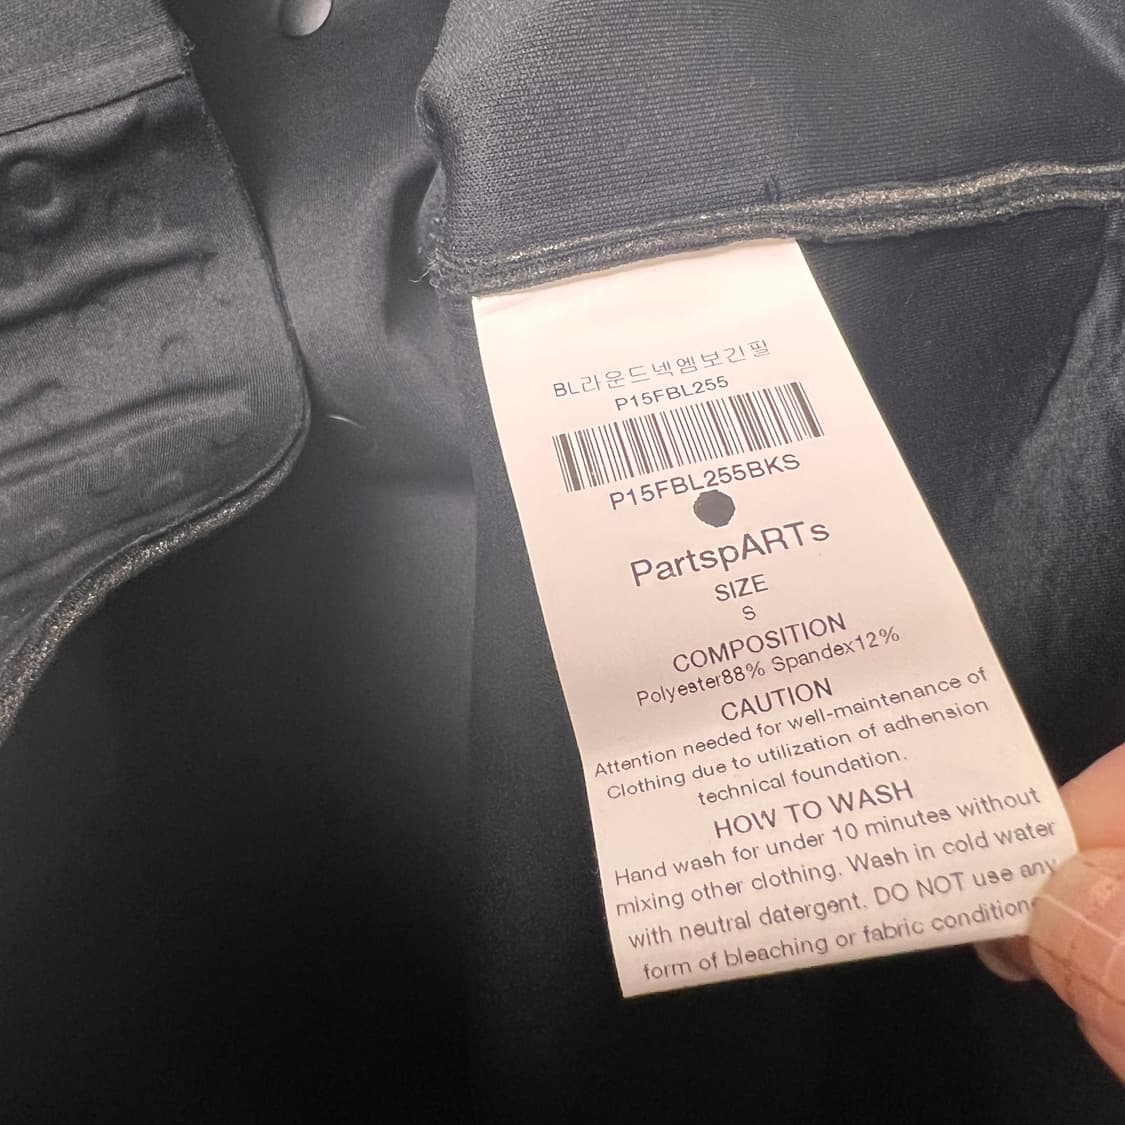 BL라운드넥엠보긴필
P15FBL255
P15FBL255BKS
PartspARTs
SIZE
S
COMPOSITION
Polyester88% Spandex12%
CAUTION
Attention needed for well-maintenance of
Clothing due to utilization of adhension
technical foundation.
HOW TO WASH
Hand wash for under 10 minutes without
mixing other clothing. Wash in cold water
with neutral datergent. DO NOT use any
form of bleaching or fabric condition